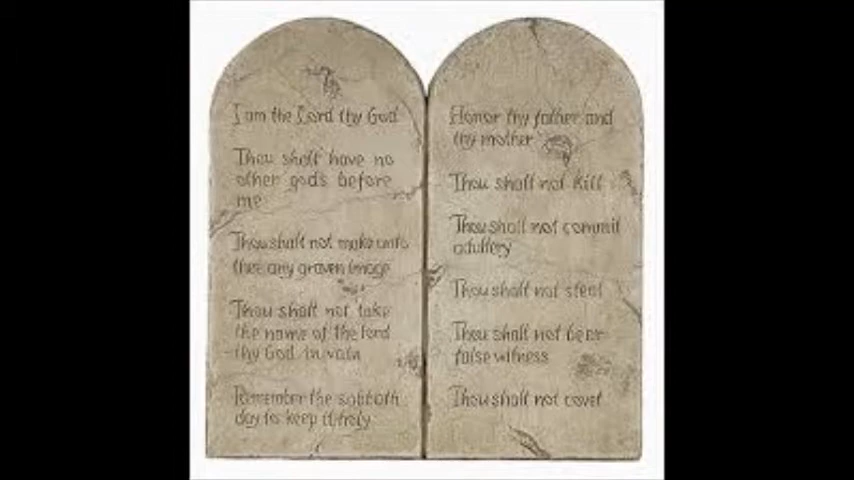 I am the Lord thy God
Thou shalt have no
other gods before
me
Thou shalt not make unto
thee any graven image
Thou shalt not take
the name of the lord
thy God in vain
Remember the sabbath
day to keep it holy
Honor thy father and
thy mother
Thou shalt not kill
Thou shalt not commit
adultery
Thou shalt not steal
Thou shalt not bear
false witness
Thou shalt not covet